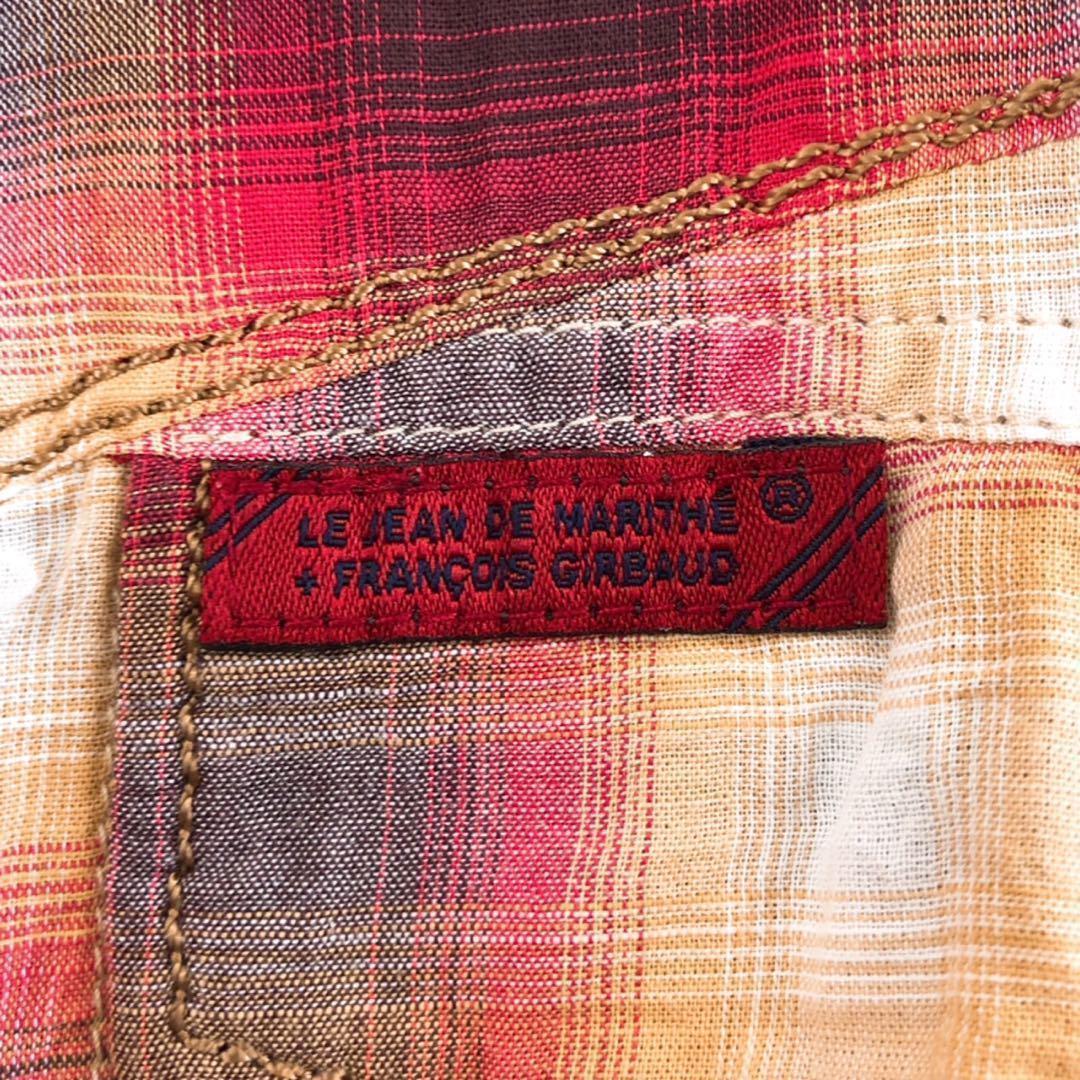 LE JEAN DE MARITHÉ ®
+ FRANÇOIS GIRBAUD